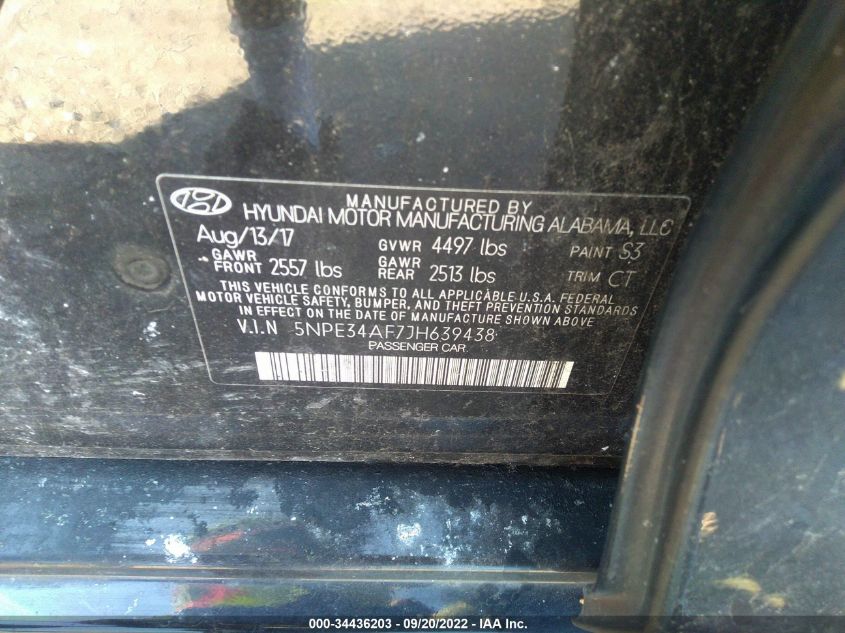 MANUFACTURED BY
HYUNDAI MOTOR MANUFACTURING ALABAMA, LLC
Aug/13/17 GVWR 4497 lbs PAINT S3
GAWR FRONT 2557 lbs GAWR REAR 2513 lbs TRIM CT
THIS VEHICLE CONFORMS TO ALL APPLICABLE U.S.A. FEDERAL
MOTOR VEHICLE SAFETY, BUMPER, AND THEFT PREVENTION STANDARDS
IN EFFECT ON THE DATE OF MANUFACTURE SHOWN ABOVE
V.I.N 5NPE34AF7JH639438
PASSENGER CAR
000-34436203 - 09/20/2022 - IAA Inc.